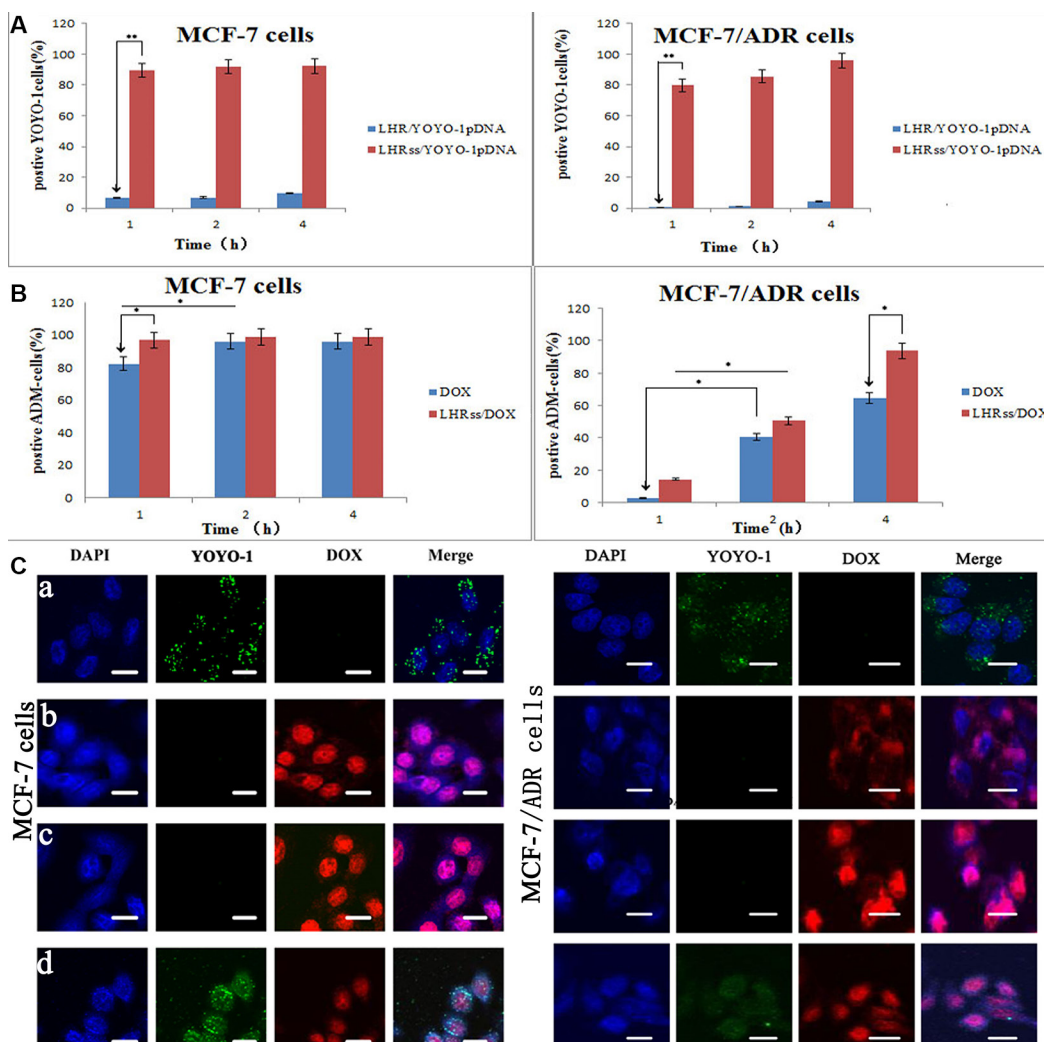 A
MCF-7 cells
**
postive YOYO-1cells(%)
120
100
80
60
40
20
0
1
2
4
Time (h)
LHR/YOYO-1pDNA
LHRss/YOYO-1pDNA
MCF-7/ADR cells
**
postive YOYO-1cells(%)
120
100
80
60
40
20
0
1
2
4
Time (h)
LHR/YOYO-1pDNA
LHRss/YOYO-1pDNA
B
MCF-7 cells
*
*
postive ADM-cells(%)
120
100
80
60
40
20
0
1
2
4
Time (h)
DOX
LHRss/DOX
MCF-7/ADR cells
*
*
*
postive ADM-cells(%)
120
100
80
60
40
20
0
1
2
4
Time (h)
DOX
LHRss/DOX
C
DAPI
YOYO-1
DOX
Merge
DAPI
YOYO-1
DOX
Merge
MCF-7 cells
a
b
c
d
MCF-7/ADR cells